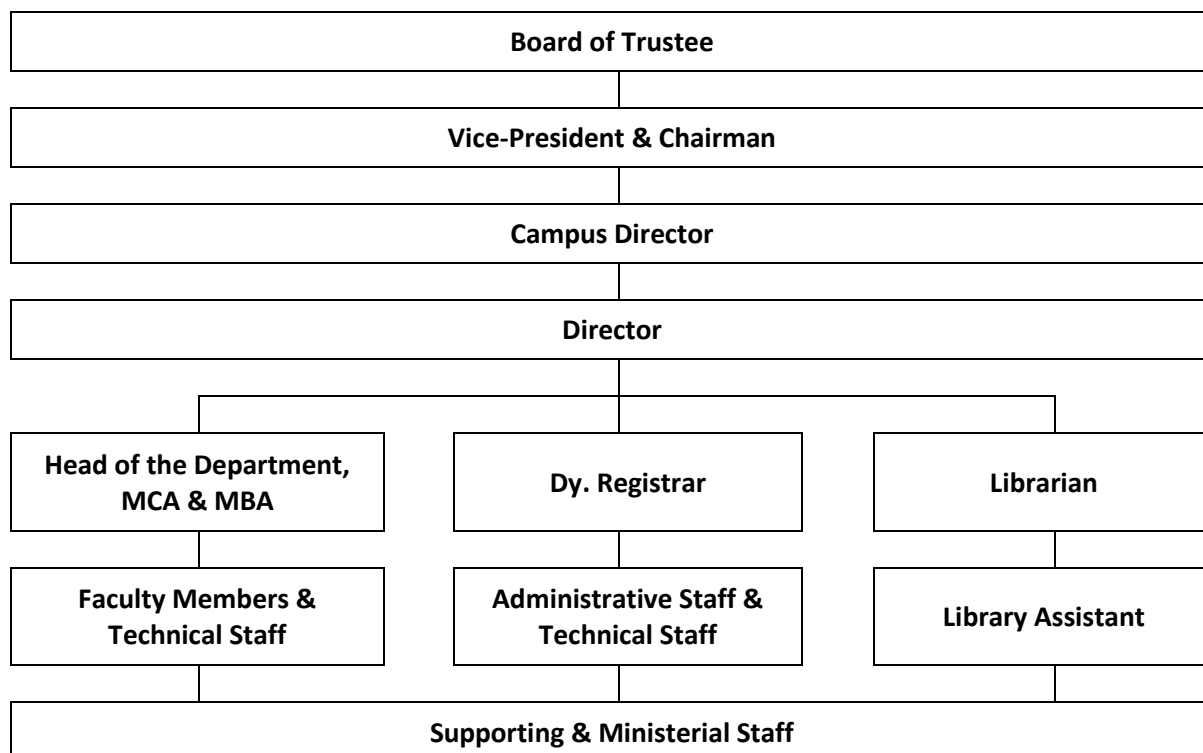 Board of Trustee
Vice-President & Chairman
Campus Director
Director
Head of the Department,
MCA & MBA
Dy. Registrar
Librarian
Faculty Members &
Technical Staff
Administrative Staff &
Technical Staff
Library Assistant
Supporting & Ministerial Staff